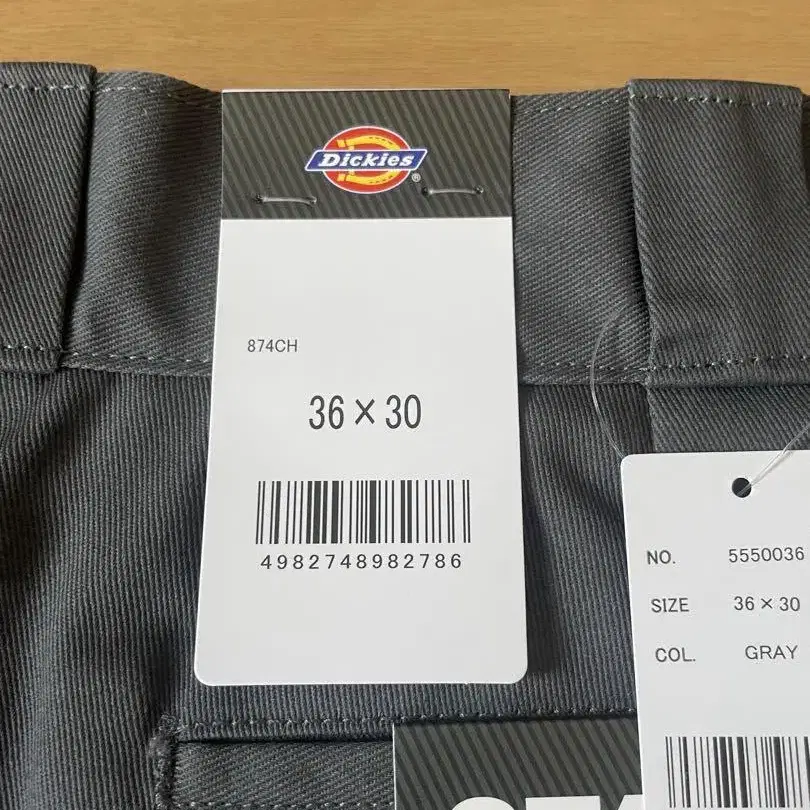 Dickies
®
874CH
36×30
4982748982786
NO. 5550036
SIZE 36×30
COL. GRAY